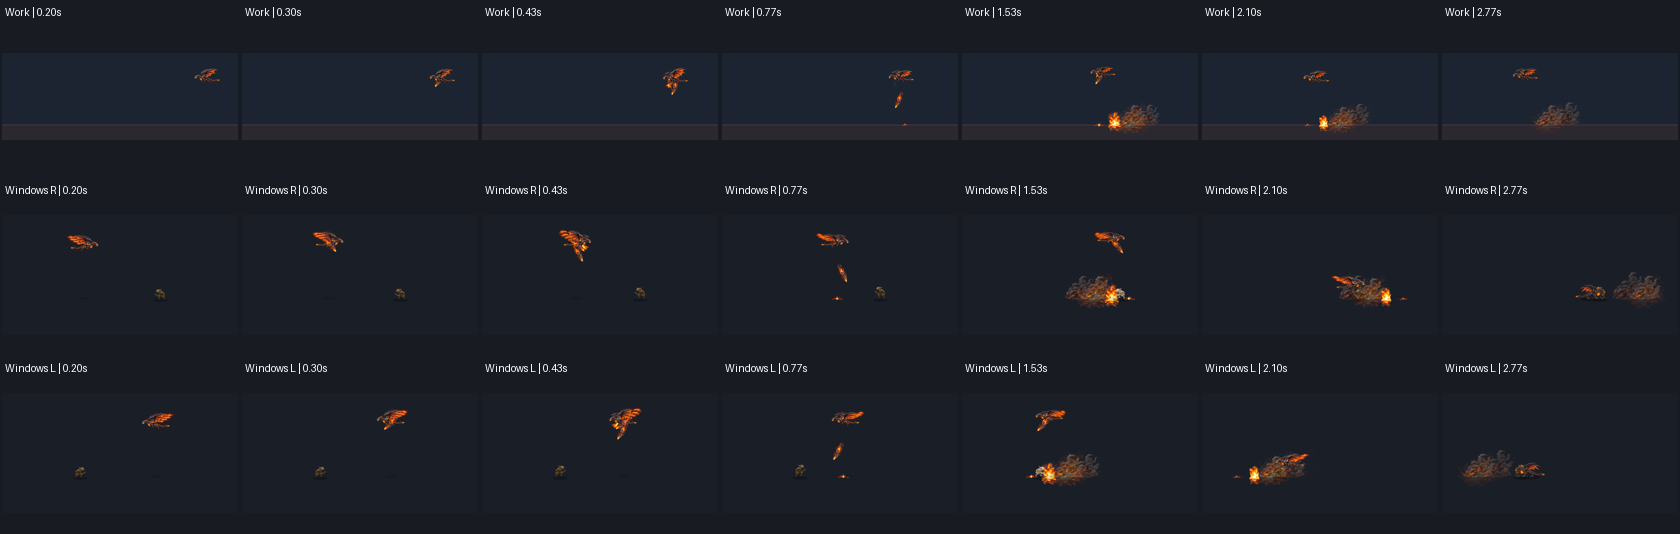 Work | 0.20s
Work | 0.30s
Work | 0.43s
Work | 0.77s
Work | 1.53s
Work | 2.10s
Work | 2.77s
Windows R | 0.20s
Windows R | 0.30s
Windows R | 0.43s
Windows R | 0.77s
Windows R | 1.53s
Windows R | 2.10s
Windows R | 2.77s
Windows L | 0.20s
Windows L | 0.30s
Windows L | 0.43s
Windows L | 0.77s
Windows L | 1.53s
Windows L | 2.10s
Windows L | 2.77s